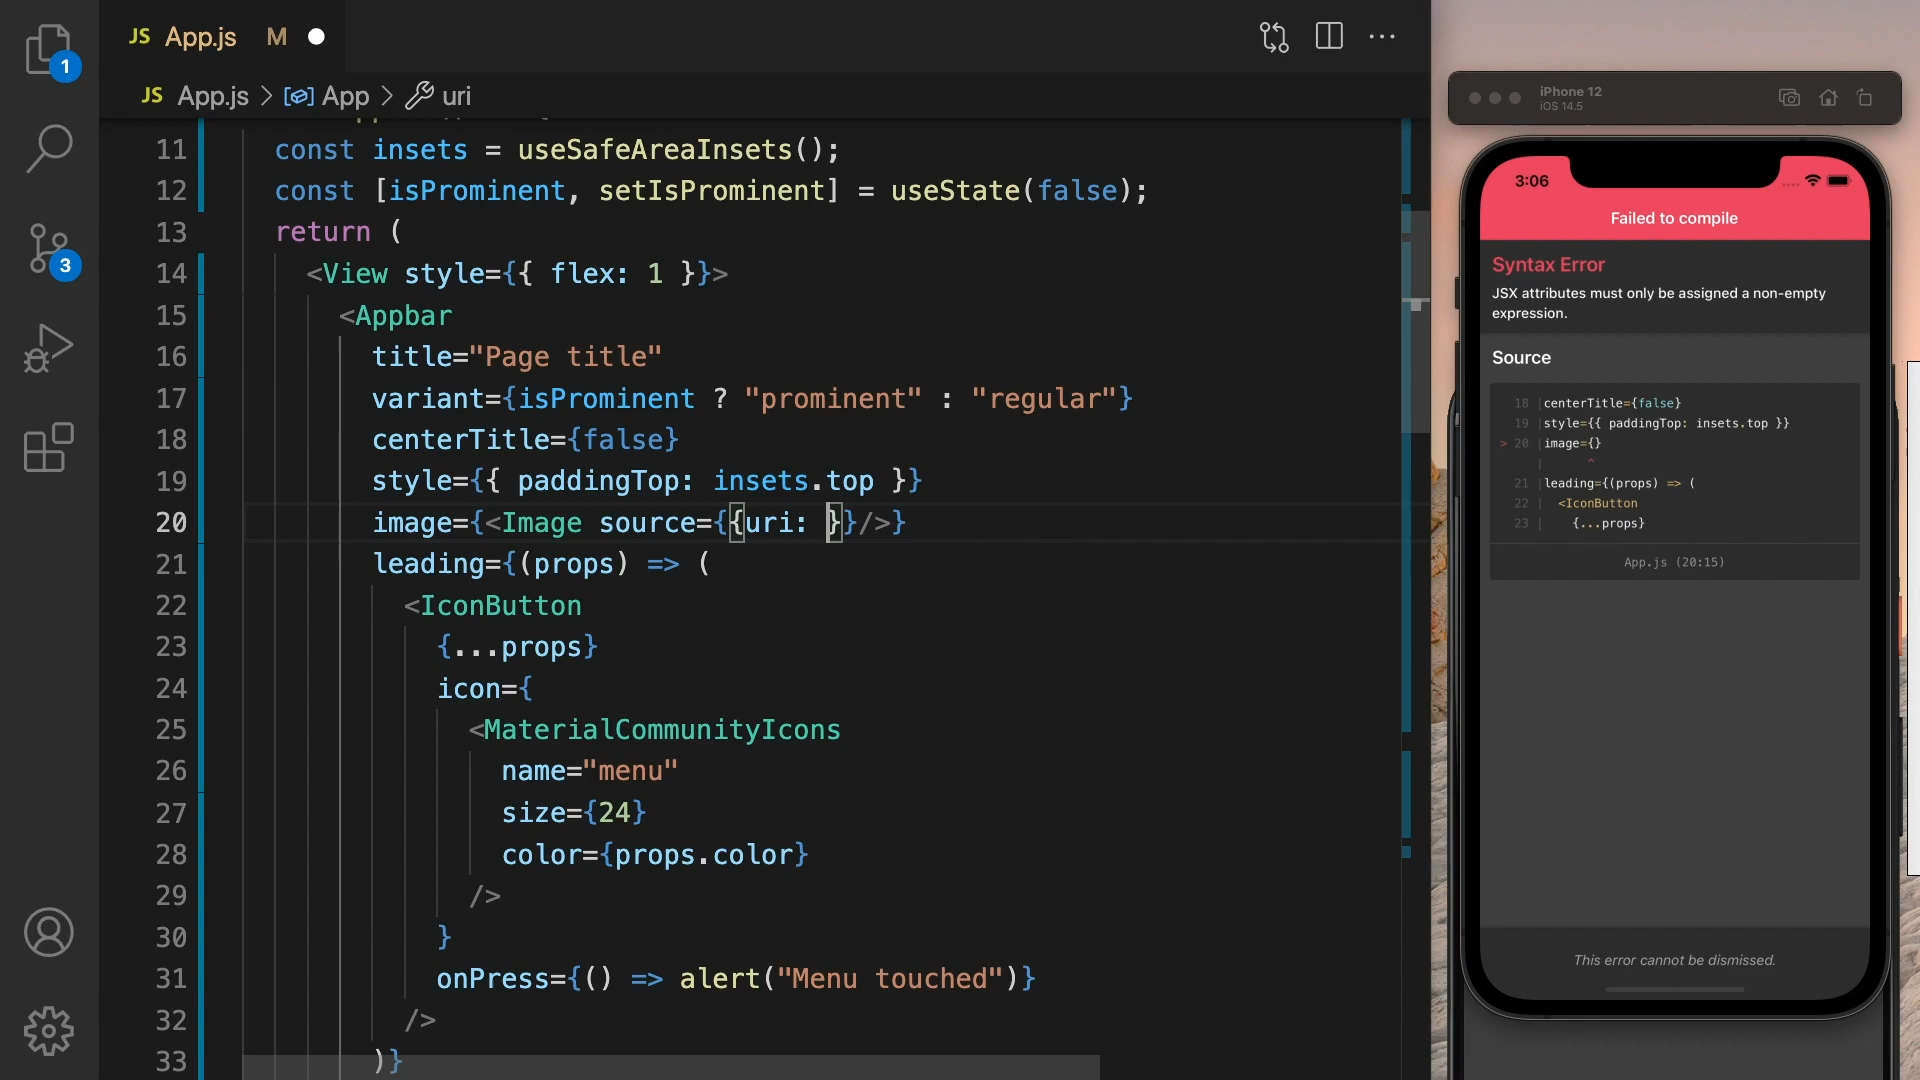 JS App.js M
JS App.js > App > uri
1
3
11 const insets = useSafeAreaInsets();
12 const [isProminent, setIsProminent] = useState(false);
13 return (
14 <View style={{ flex: 1 }}>
15 <Appbar
16 title="Page title"
17 variant={isProminent ? "prominent" : "regular"}
18 centerTitle={false}
19 style={{ paddingTop: insets.top }}
20 image={<Image source={{uri: }}/>}
21 leading={(props) => (
22 <IconButton
23 {...props}
24 icon={
25 <MaterialCommunityIcons
26 name="menu"
27 size={24}
28 color={props.color}
29 />
30 }
31 onPress={() => alert("Menu touched")}
32 />
33 )}
iPhone 12
iOS 14.5
3:06
Failed to compile
Syntax Error
JSX attributes must only be assigned a non-empty
expression.
Source
18 | centerTitle={false}
19 | style={{ paddingTop: insets.top }}
> 20 | image={}
| ^
21 | leading={(props) => (
22 | <IconButton
23 | {...props}
App.js (20:15)
This error cannot be dismissed.